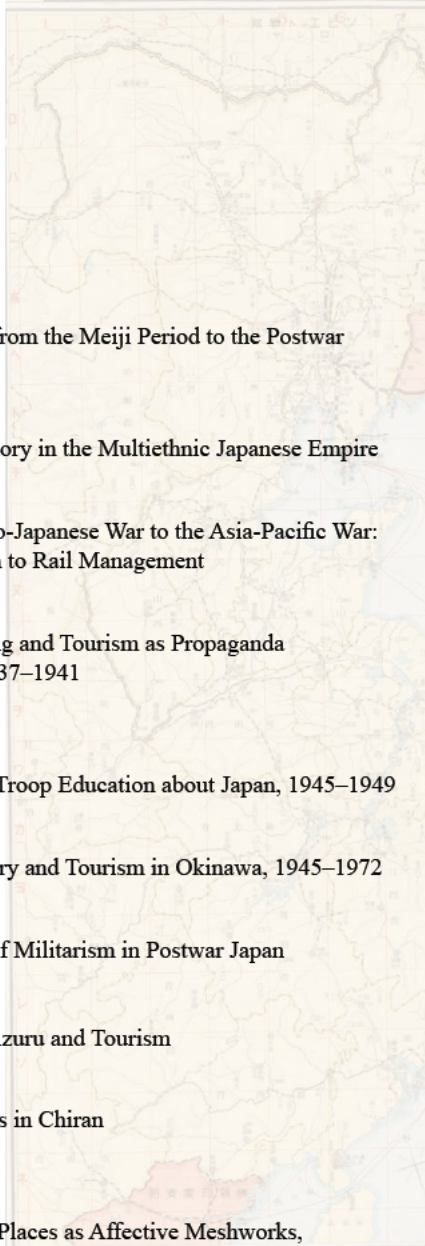 from the Meiji Period to the Postwar
ory in the Multiethnic Japanese Empire
o-Japanese War to the Asia-Pacific War:
n to Rail Management
g and Tourism as Propaganda
37–1941
Troop Education about Japan, 1945–1949
ry and Tourism in Okinawa, 1945–1972
f Militarism in Postwar Japan
izuru and Tourism
s in Chiran
Places as Affective Meshworks,